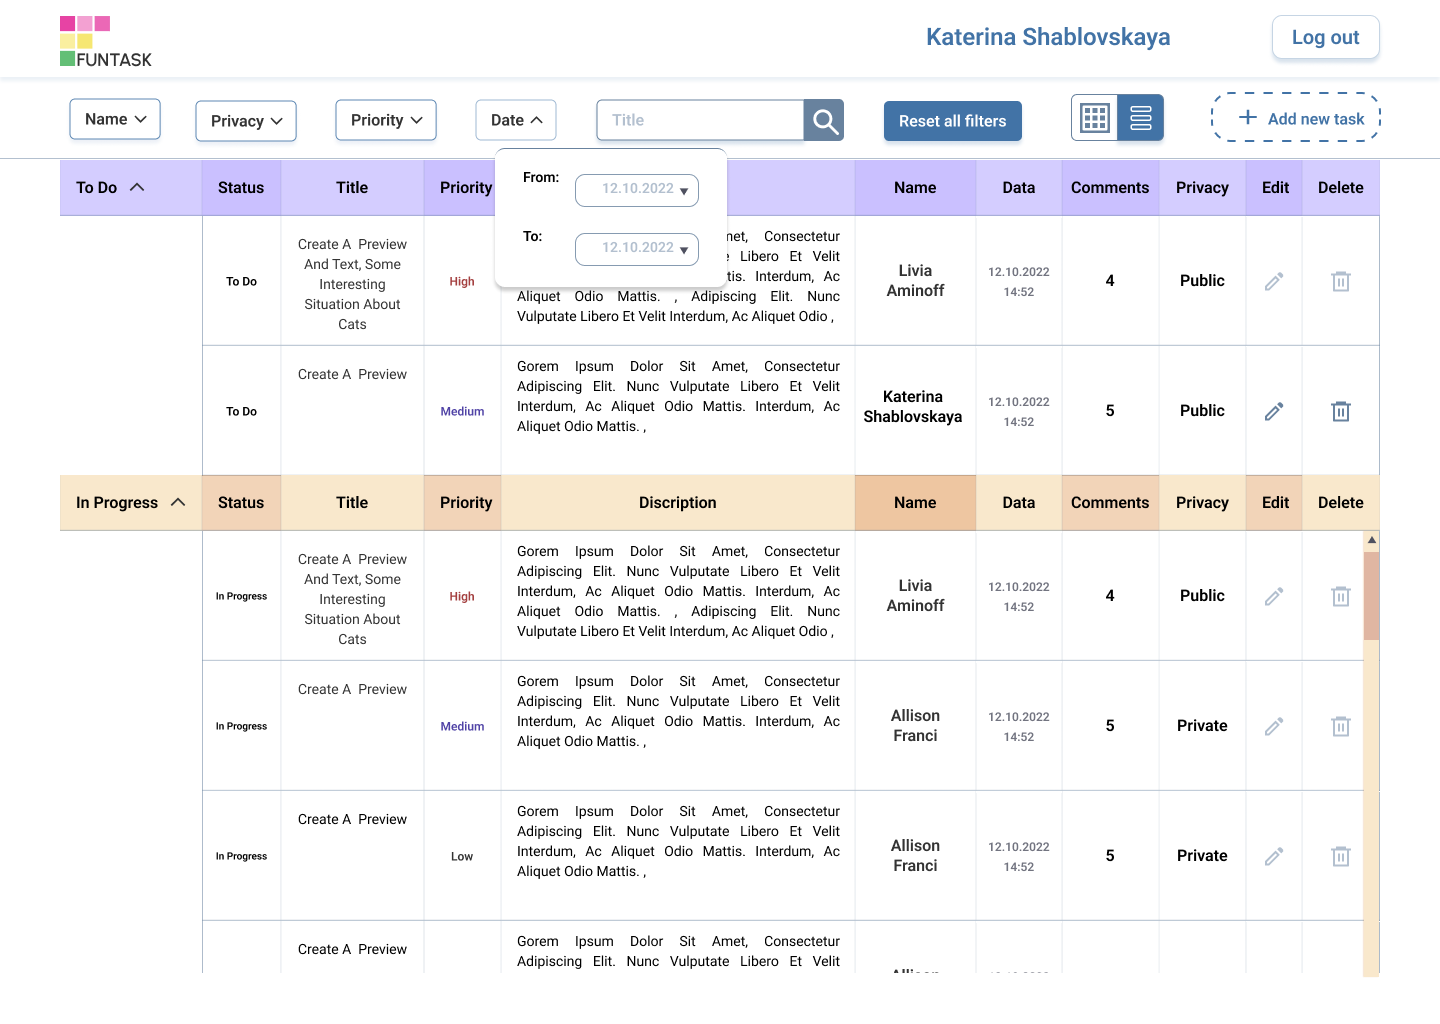 FUNTASK
Katerina Shablovskaya
Log out
Name
Privacy
Priority
Date
Title
Reset all filters
Add new task
From:
12.10.2022
To:
12.10.2022
To Do
Status
Title
Priority
Name
Data
Comments
Privacy
Edit
Delete
To Do
Create A Preview
And Text, Some
Interesting
Situation About
Cats
High
Consectetur
Libero Et Velit
Interdum, Ac
Aliquet Odio Mattis. , Adipiscing Elit. Nunc
Vulputate Libero Et Velit Interdum, Ac Aliquet Odio ,
Livia
Aminoff
12.10.2022
14:52
4
Public
To Do
Create A Preview
Medium
Gorem Ipsum Dolor Sit Amet, Consectetur
Adipiscing Elit. Nunc Vulputate Libero Et Velit
Interdum, Ac Aliquet Odio Mattis. Interdum, Ac
Aliquet Odio Mattis. ,
Katerina
Shablovskaya
12.10.2022
14:52
5
Public
In Progress
Status
Title
Priority
Discription
Name
Data
Comments
Privacy
Edit
Delete
In Progress
Create A Preview
And Text, Some
Interesting
Situation About
Cats
High
Gorem Ipsum Dolor Sit Amet, Consectetur
Adipiscing Elit. Nunc Vulputate Libero Et Velit
Interdum, Ac Aliquet Odio Mattis. Interdum, Ac
Aliquet Odio Mattis. , Adipiscing Elit. Nunc
Vulputate Libero Et Velit Interdum, Ac Aliquet Odio ,
Livia
Aminoff
12.10.2022
14:52
4
Public
In Progress
Create A Preview
Medium
Gorem Ipsum Dolor Sit Amet, Consectetur
Adipiscing Elit. Nunc Vulputate Libero Et Velit
Interdum, Ac Aliquet Odio Mattis. Interdum, Ac
Aliquet Odio Mattis. ,
Allison
Franci
12.10.2022
14:52
5
Private
In Progress
Create A Preview
Low
Gorem Ipsum Dolor Sit Amet, Consectetur
Adipiscing Elit. Nunc Vulputate Libero Et Velit
Interdum, Ac Aliquet Odio Mattis. Interdum, Ac
Aliquet Odio Mattis. ,
Allison
Franci
12.10.2022
14:52
5
Private
Create A Preview
Gorem Ipsum Dolor Sit Amet, Consectetur
Adipiscing Elit. Nunc Vulputate Libero Et Velit